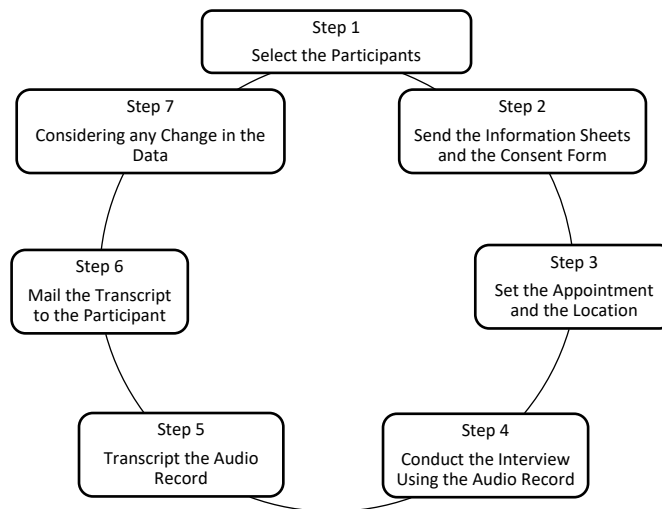 Step 1
Select the Participants
Step 2
Send the Information Sheets
and the Consent Form
Step 3
Set the Appointment
and the Location
Step 4
Conduct the Interview
Using the Audio Record
Step 5
Transcript the Audio
Record
Step 6
Mail the Transcript
to the Participant
Step 7
Considering any Change in the
Data